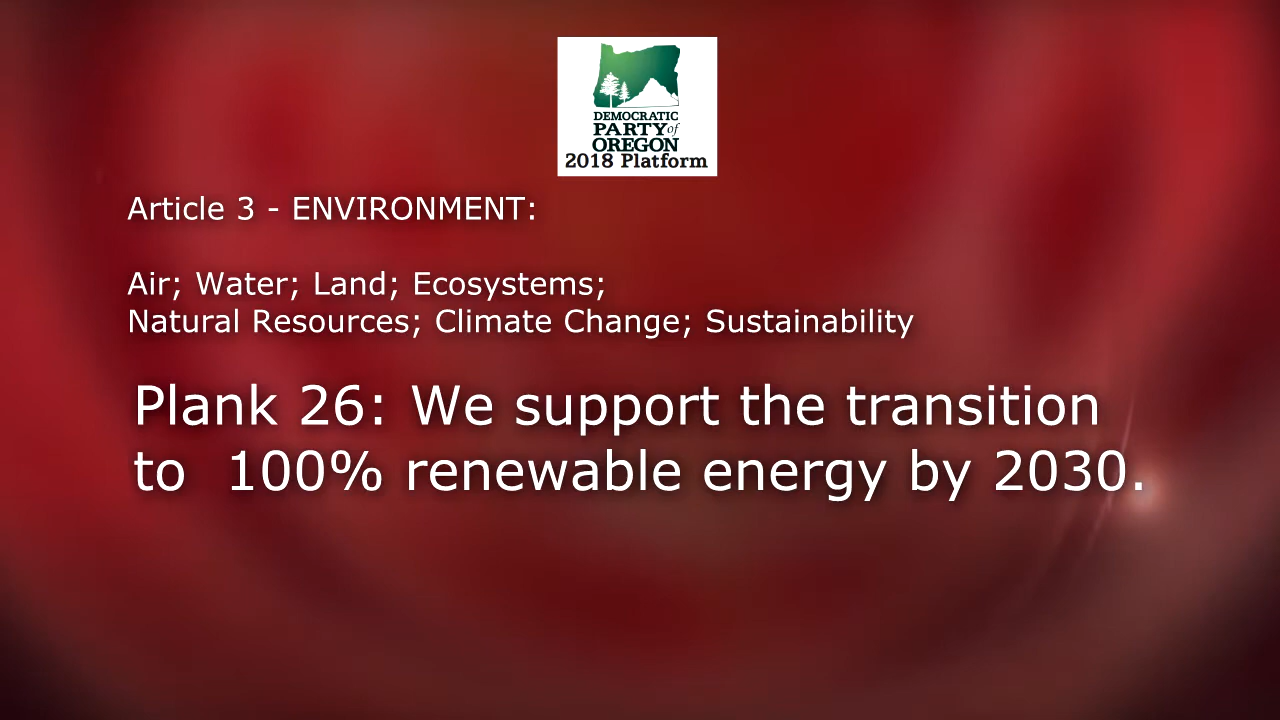 DEMOCRATIC
PARTY of
OREGON
2018 Platform
Article 3 - ENVIRONMENT:
Air; Water; Land; Ecosystems;
Natural Resources; Climate Change; Sustainability
Plank 26: We support the transition
to  100% renewable energy by 2030.